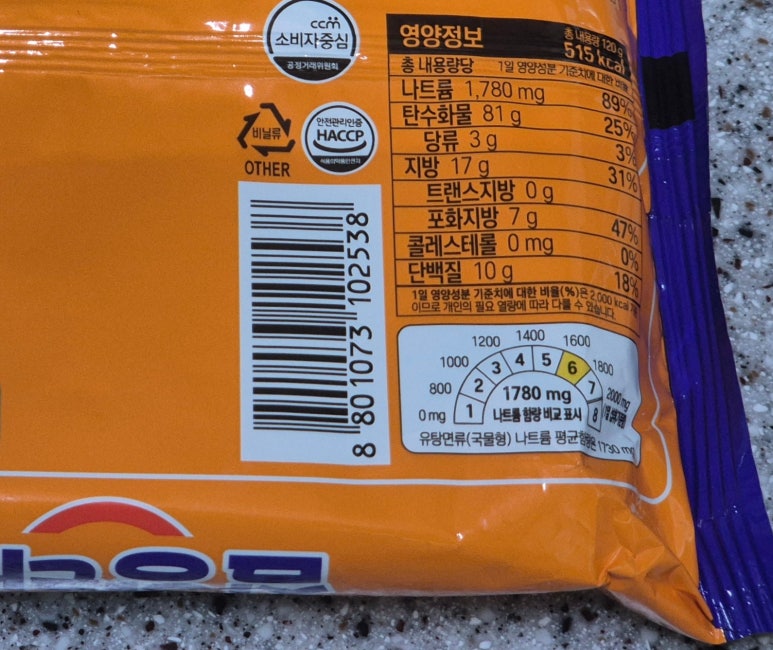 ccm
소비자중심
공정거래위원회
비닐류
OTHER
안전관리인증
HACCP
식품의약품안전처
8 801073 102538
영양정보
총 내용량 120 g
515 kcal
총 내용량당
1일 영양성분 기준치에 대한 비율
나트륨 1,780 mg 89%
탄수화물 81 g 25%
당류 3 g 3%
지방 17 g 31%
트랜스지방 0 g
포화지방 7 g 47%
콜레스테롤 0 mg 0%
단백질 10 g 18%
1일 영양성분 기준치에 대한 비율(%)은 2,000 kcal
이므로 개인의 필요 열량에 따라 다를 수 있습니다.
0 mg 800 1000 1200 1400 1600 1800 2000 mg
1 2 3 4 5 6 7 8
1780 mg
나트륨 함량 비교 표시
유탕면류(국물형) 나트륨 평균함량은 1730 mg